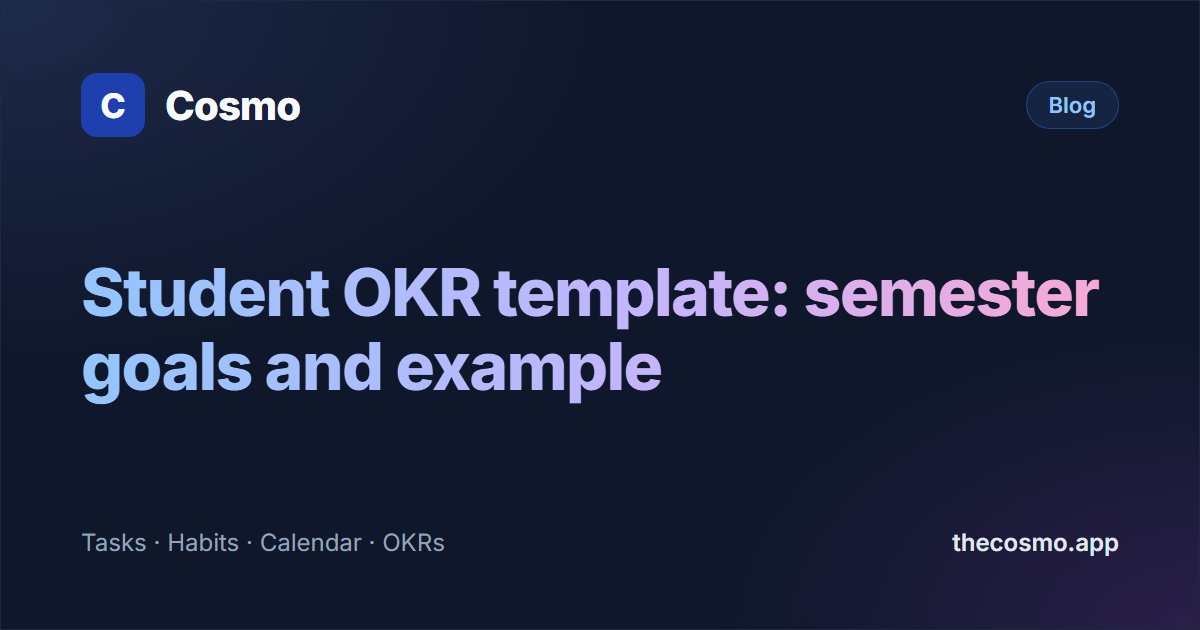 C Cosmo
Blog
Student OKR template: semester
goals and example
Tasks · Habits · Calendar · OKRs
thecosmo.app